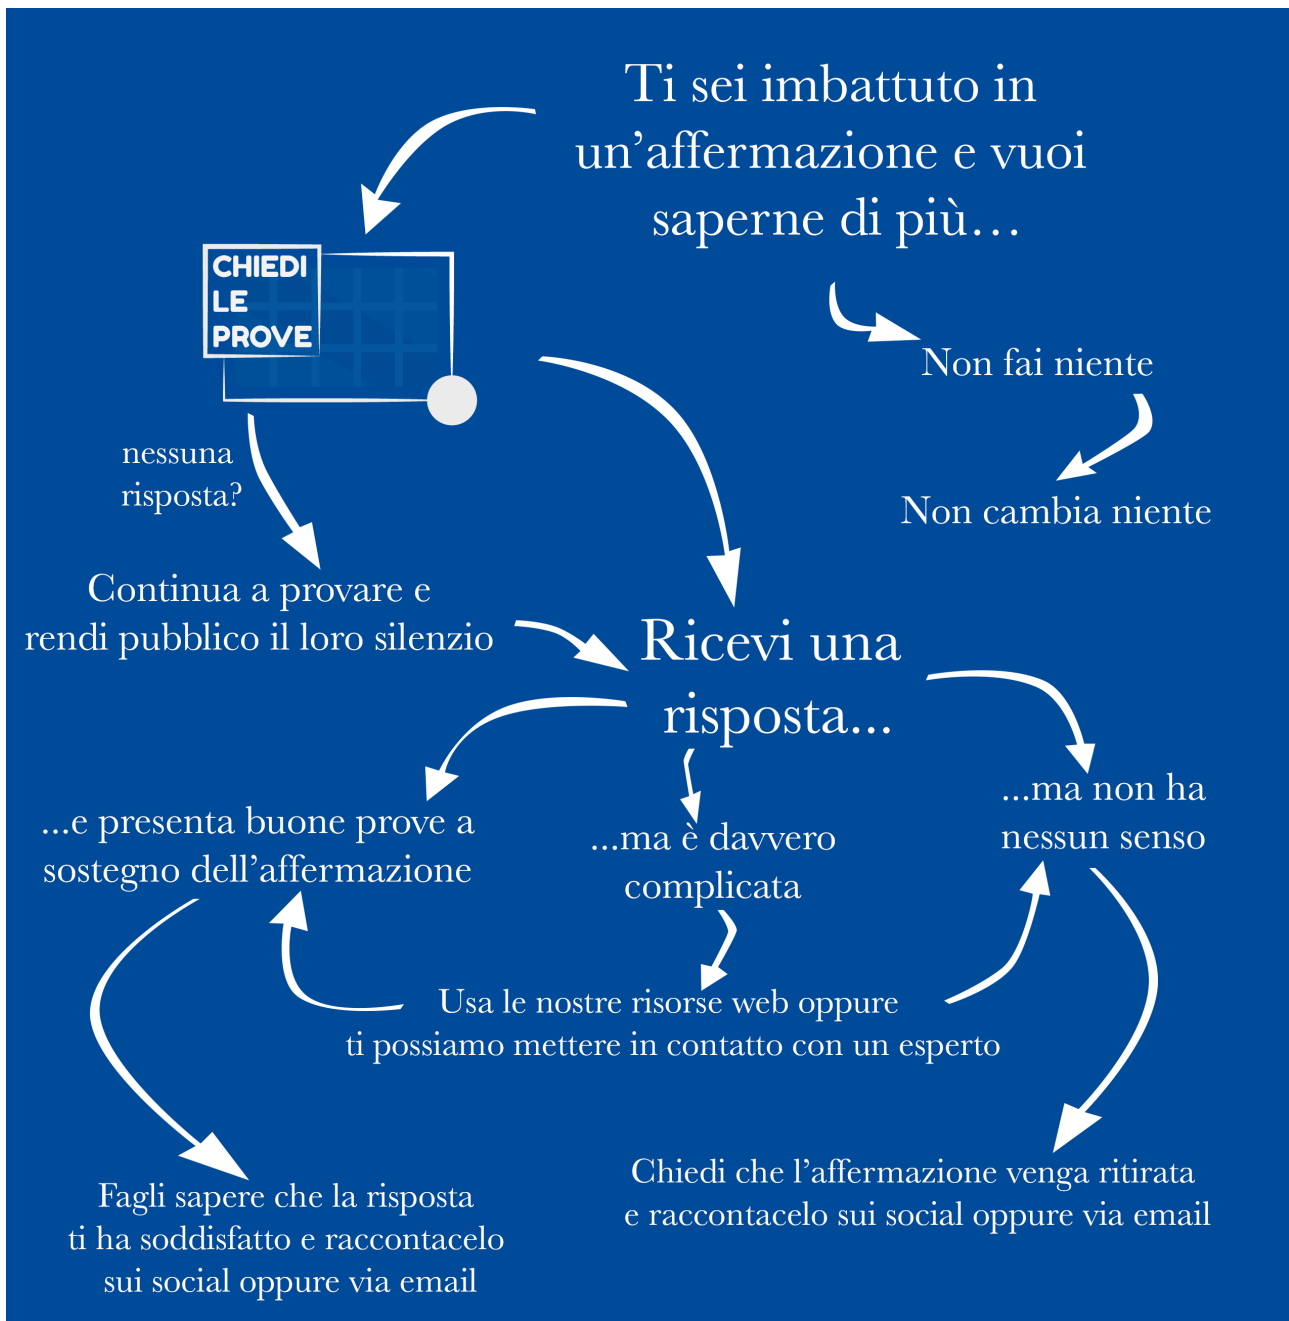 Ti sei imbattuto in
un’affermazione e vuoi
saperne di più…
CHIEDI
LE
PROVE
Non fai niente
Non cambia niente
nessuna
risposta?
Continua a provare e
rendi pubblico il loro silenzio
Ricevi una
risposta...
...e presenta buone prove a
sostegno dell’affermazione
...ma è davvero
complicata
...ma non ha
nessun senso
Usa le nostre risorse web oppure
ti possiamo mettere in contatto con un esperto
Fagli sapere che la risposta
ti ha soddisfatto e raccontacelo
sui social oppure via email
Chiedi che l’affermazione venga ritirata
e raccontacelo sui social oppure via email